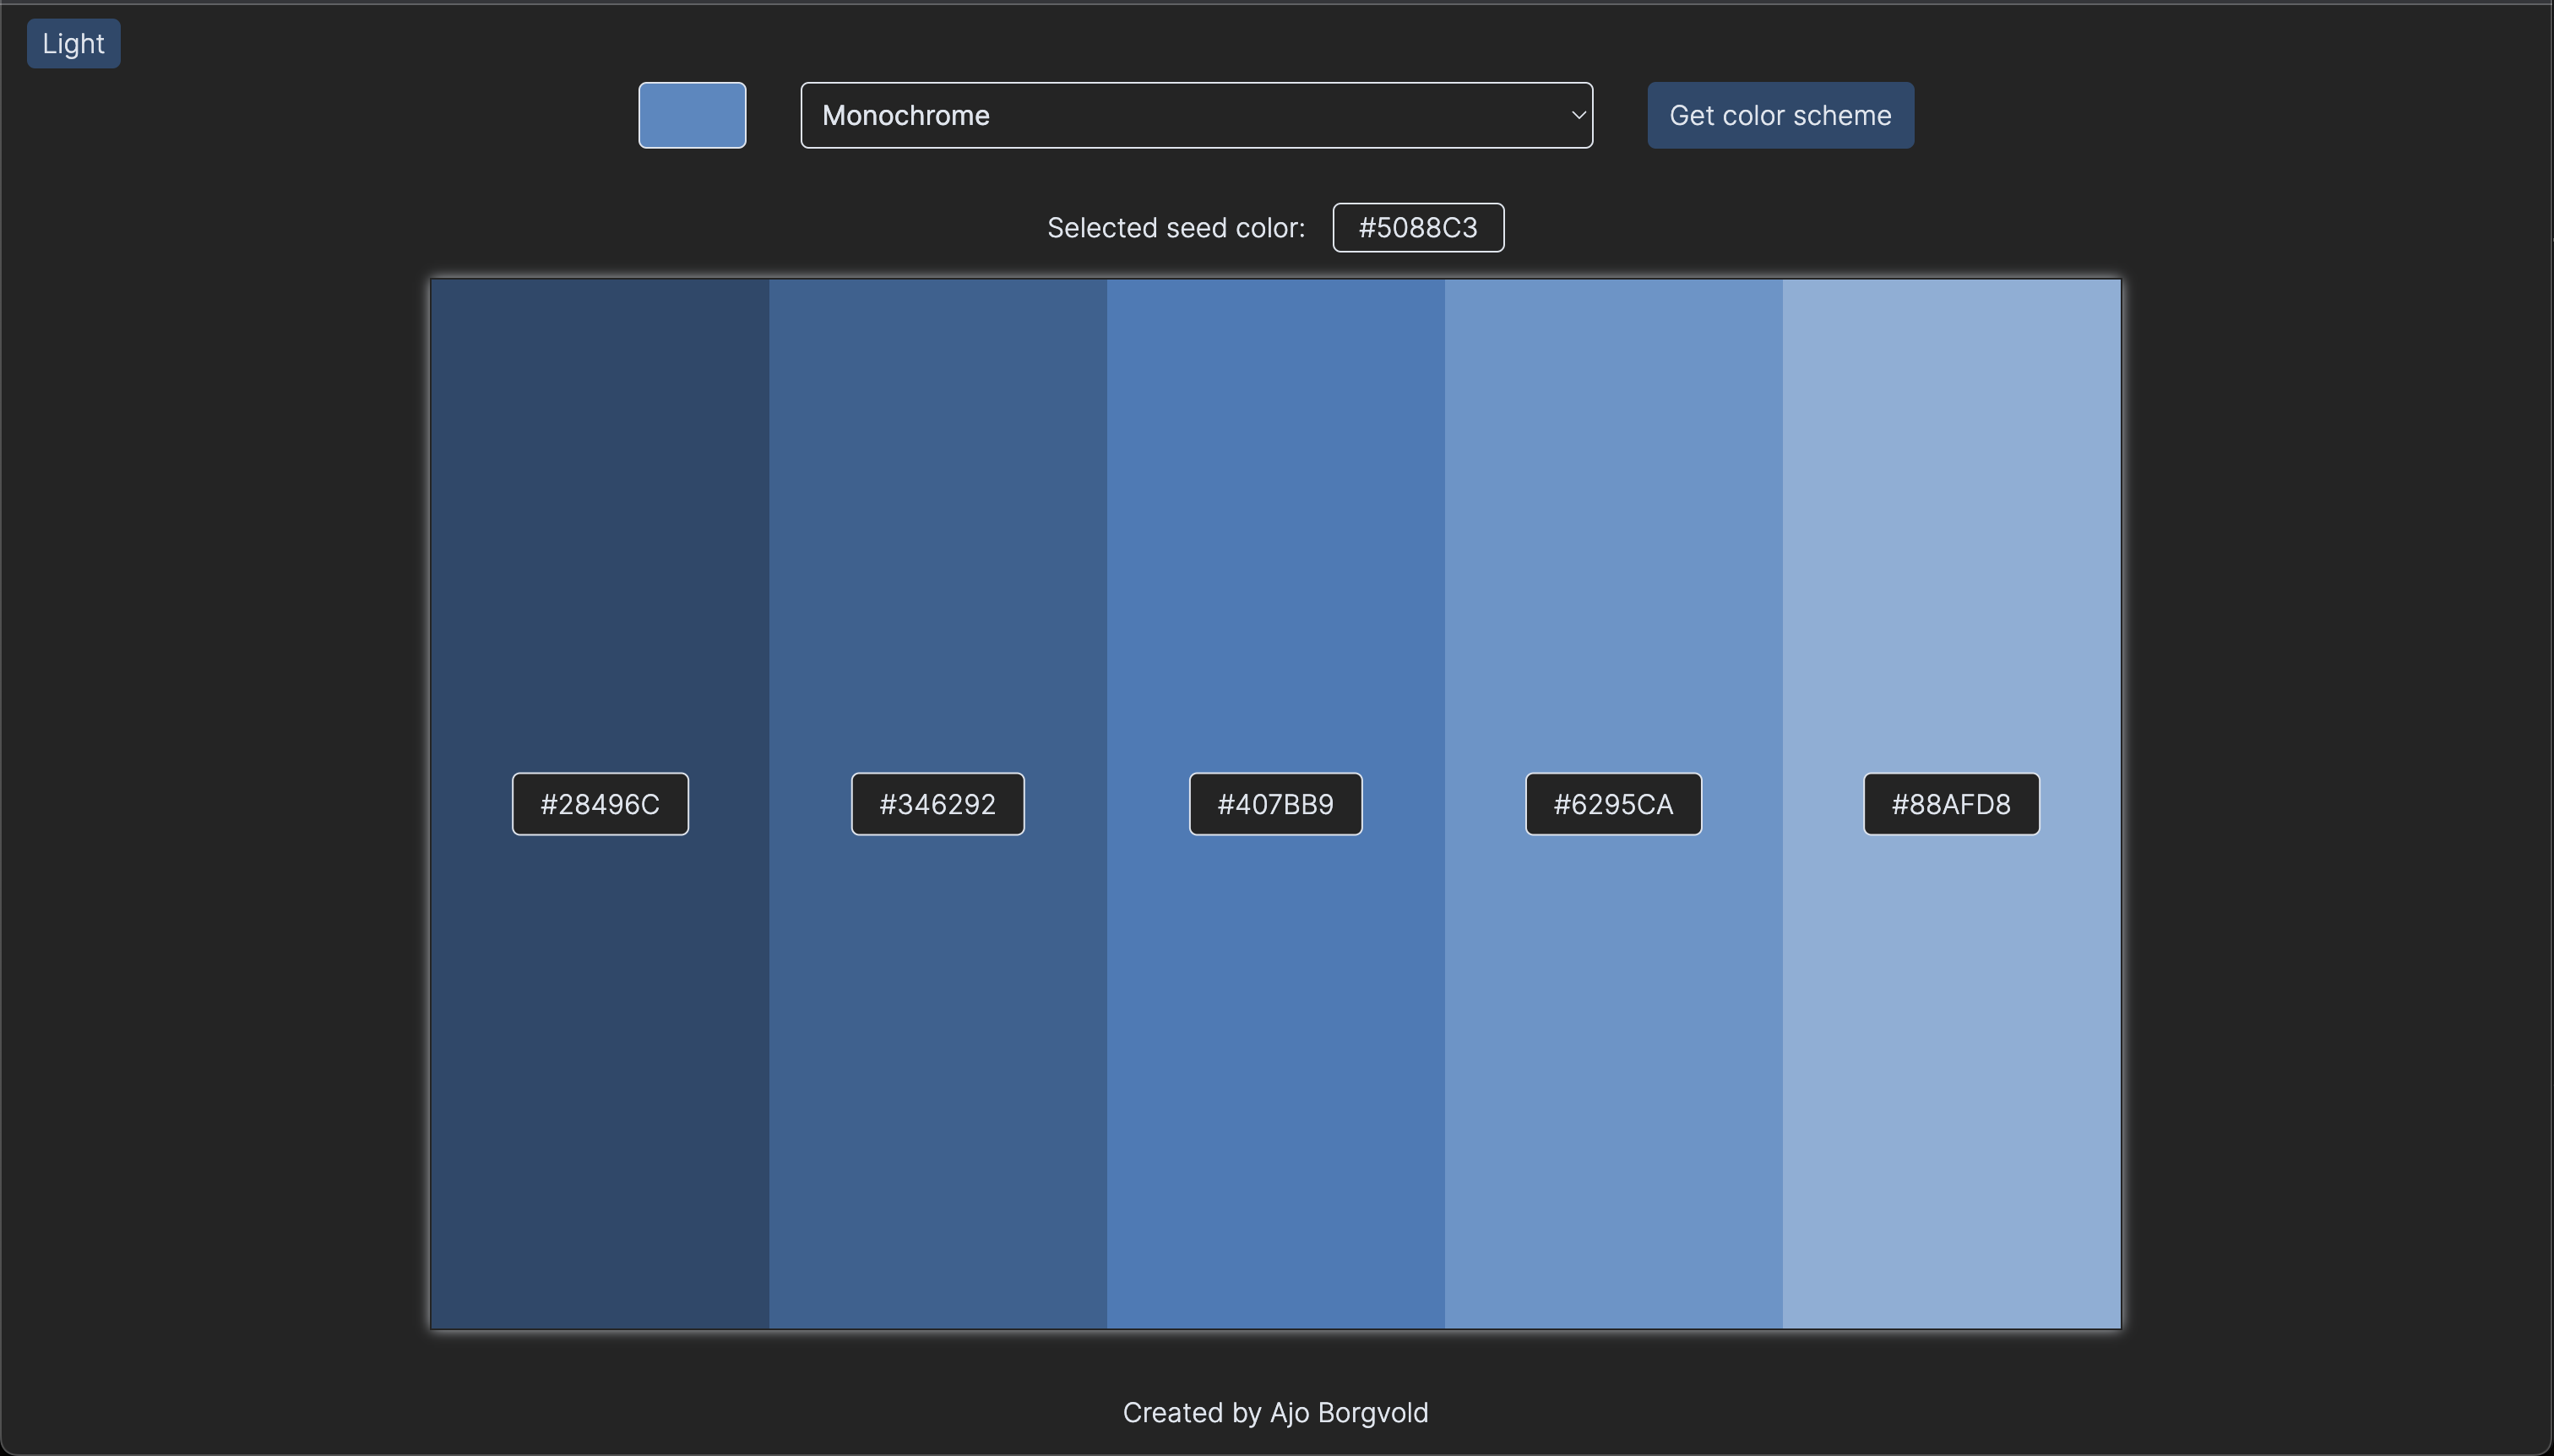 Light
Monochrome
Get color scheme
Selected seed color: #5088C3
#28496C #346292 #407BB9 #6295CA #88AFD8
Created by Ajo Borgvold